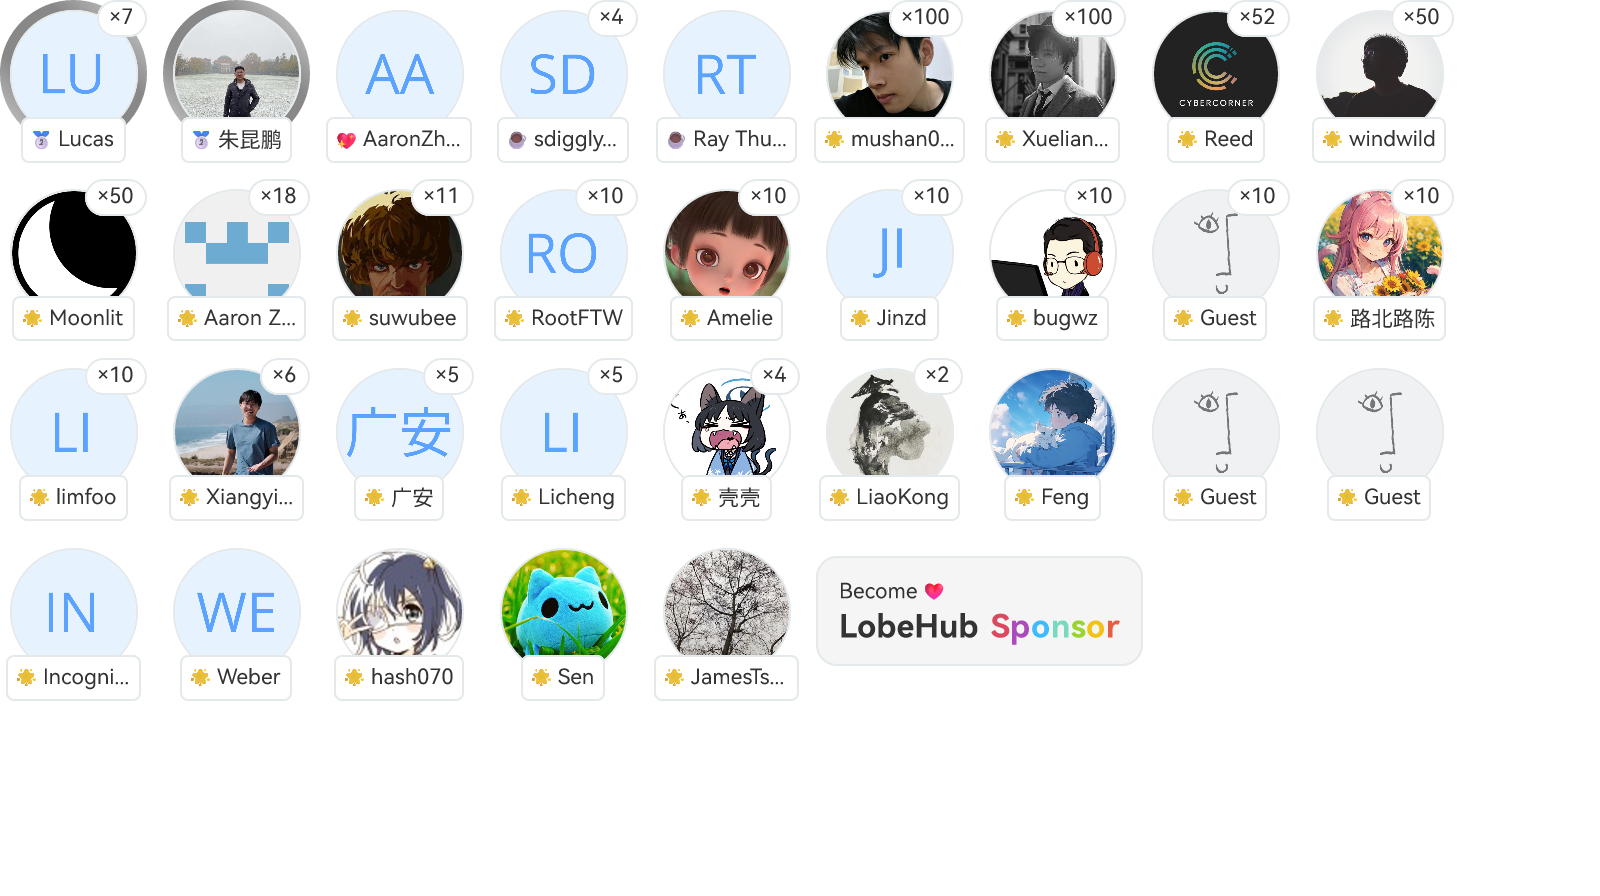 LU ×7
Lucas
朱昆鹏
AA
AaronZh...
SD ×4
sdiggly...
RT
Ray Thu...
×100
mushan0...
×100
Xuelian...
CYBERCORNER ×52
Reed
×50
windwild
×50
Moonlit
×18
Aaron Z...
×11
suwubee
RO ×10
RootFTW
×10
Amelie
JI ×10
Jinzd
×10
bugwz
×10
Guest
×10
路北路陈
LI ×10
limfoo
×6
Xiangyi...
广安 ×5
广安
LI ×5
Licheng
×4
壳壳
×2
LiaoKong
Feng
Guest
Guest
IN
Incogni...
WE
Weber
hash070
Sen
JamesTs...
Become
LobeHub Sponsor